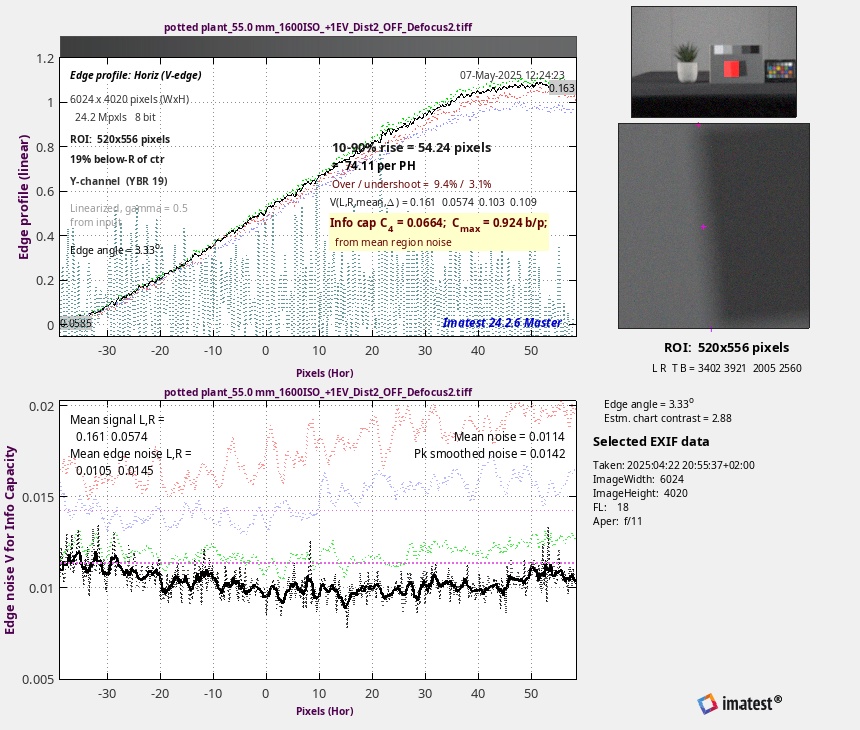 potted plant_55.0 mm_1600ISO_+1EV_Dist2_OFF_Defocus2.tiff
Edge profile: Horiz (V-edge)
07-May-2025 12:24:23
6024 x 4020 pixels (WxH)
24.2 Mpxls 8 bit
ROI: 520x556 pixels
19% below-R of ctr
Y-channel (YBR 19)
Linearized, gamma = 0.5
from input
Edge angle = 3.33°
0.163
10-90% rise = 54.24 pixels
74.11 per PH
Over / undershoot = 9.4% / 3.1%
V(L,R,mean,Δ) = 0.161 0.0574 0.103 0.109
Info cap C4 = 0.0664; Cmax = 0.924 b/p;
from mean region noise
0.0585
Imatest 24.2.6 Master
Edge profile (linear)
1.2
1
0.8
0.6
0.4
0.2
0
-30 -20 -10 0 10 20 30 40 50
Pixels (Hor)
potted plant_55.0 mm_1600ISO_+1EV_Dist2_OFF_Defocus2.tiff
Mean signal L,R =
0.161 0.0574
Mean edge noise L,R =
0.0105 0.0145
Mean noise = 0.0114
Pk smoothed noise = 0.0142
Edge noise V for Info Capacity
0.02
0.015
0.01
0.005
-30 -20 -10 0 10 20 30 40 50
Pixels (Hor)
ROI: 520x556 pixels
L R T B = 3402 3921 2005 2560
Edge angle = 3.33°
Estm. chart contrast = 2.88
Selected EXIF data
Taken: 2025:04:22 20:55:37+02:00
ImageWidth: 6024
ImageHeight: 4020
FL: 18
Aper: f/11
imatest®